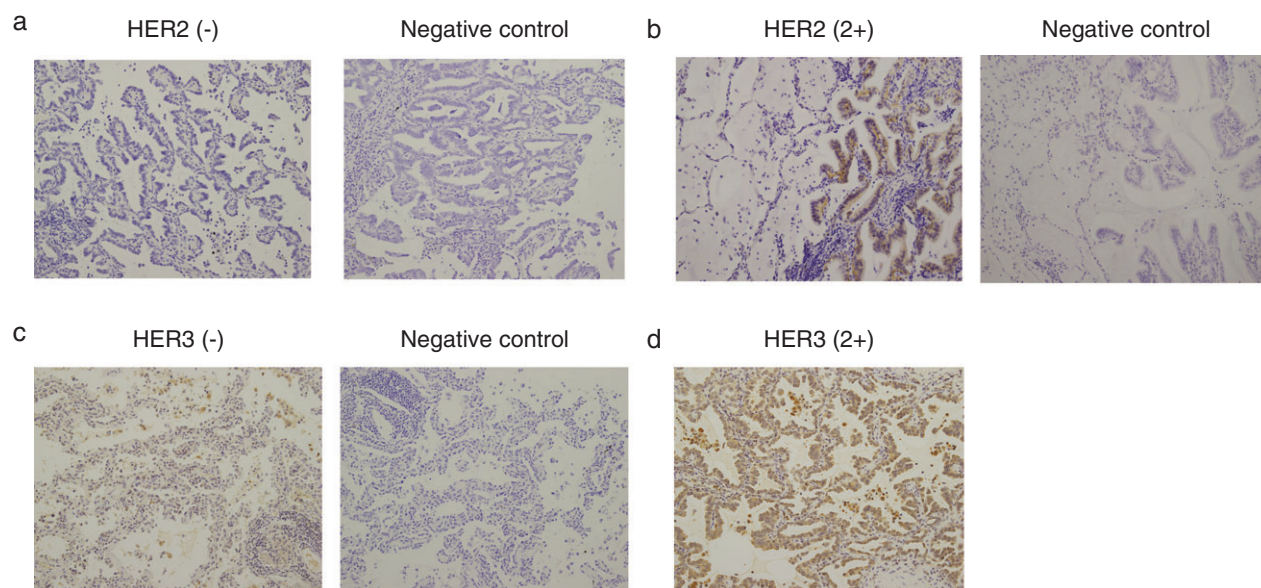 a
HER2 (-)
Negative control
b
HER2 (2+)
Negative control
c
HER3 (-)
Negative control
d
HER3 (2+)